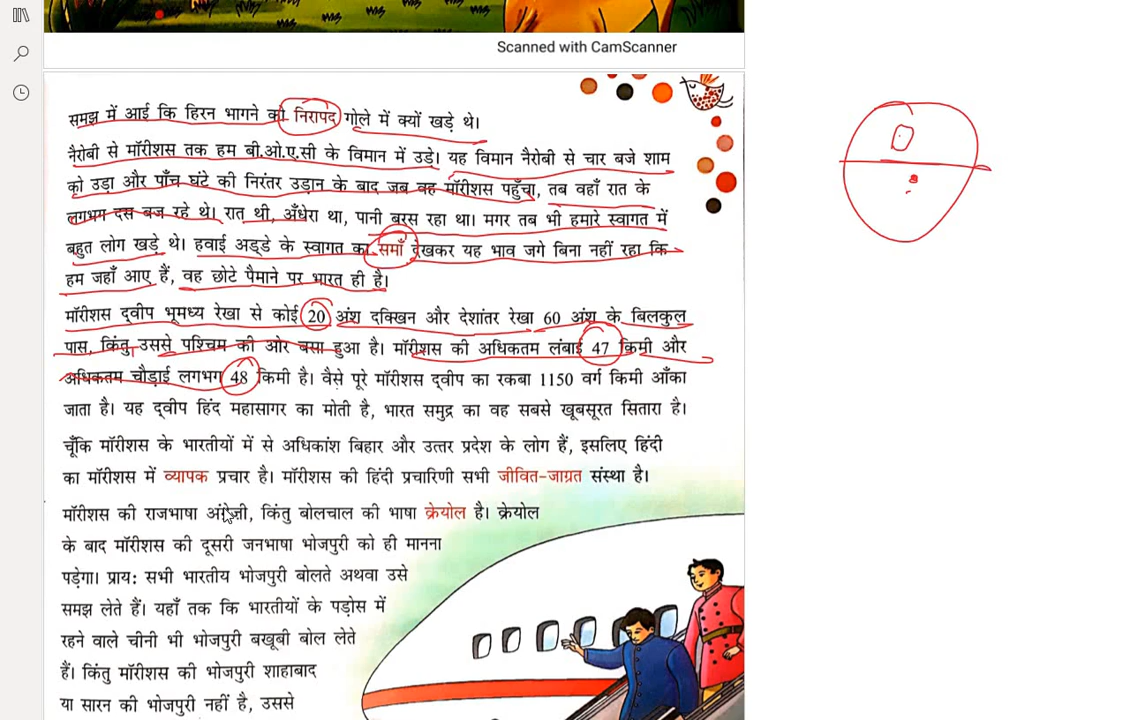 Scanned with CamScanner
समझ में आई कि हिरन भागने को निरापद गोले में क्यों खड़े थे।
नैरोबी से मॉरीशस तक हम बी.ओ.ए.सी के विमान में उड़े। यह विमान नैरोबी से चार बजे शाम
को उड़ा और पाँच घंटे की निरंतर उड़ान के बाद जब वह मॉरीशस पहुँचा, तब वहाँ रात के
लगभग दस बज रहे थे। रात थी, अँधेरा था, पानी बरस रहा था। मगर तब भी हमारे स्वागत में
बहुत लोग खड़े थे। हवाई अड्डे के स्वागत का समाँ देखकर यह भाव जगे बिना नहीं रहा कि
हम जहाँ आए हैं, वह छोटे पैमाने पर भारत ही है।
मॉरीशस द्वीप भूमध्य रेखा से कोई 20 अंश दक्खिन और देशांतर रेखा 60 अंश के बिलकुल
पास, किंतु उससे पश्चिम की ओर बसा हुआ है। मॉरीशस की अधिकतम लंबाई 47 किमी और
अधिकतम चौड़ाई लगभग 48 किमी है। वैसे पूरे मॉरीशस द्वीप का रकबा 1150 वर्ग किमी आँका
जाता है। यह द्वीप हिंद महासागर का मोती है, भारत समुद्र का वह सबसे खूबसूरत सितारा है।
चूँकि मॉरीशस के भारतीयों में से अधिकांश बिहार और उत्तर प्रदेश के लोग हैं, इसलिए हिंदी
का मॉरीशस में व्यापक प्रचार है। मॉरीशस की हिंदी प्रचारिणी सभी जीवित-जाग्रत संस्था है।
मॉरीशस की राजभाषा अंग्रेज़ी, किंतु बोलचाल की भाषा क्रेयोल है। क्रेयोल
के बाद मॉरीशस की दूसरी जनभाषा भोजपुरी को ही मानना
पड़ेगा। प्राय: सभी भारतीय भोजपुरी बोलते अथवा उसे
समझ लेते हैं। यहाँ तक कि भारतीयों के पड़ोस में
रहने वाले चीनी भी भोजपुरी बखूबी बोल लेते
हैं। किंतु मॉरीशस की भोजपुरी शाहाबाद
या सारन की भोजपुरी नहीं है, उससे